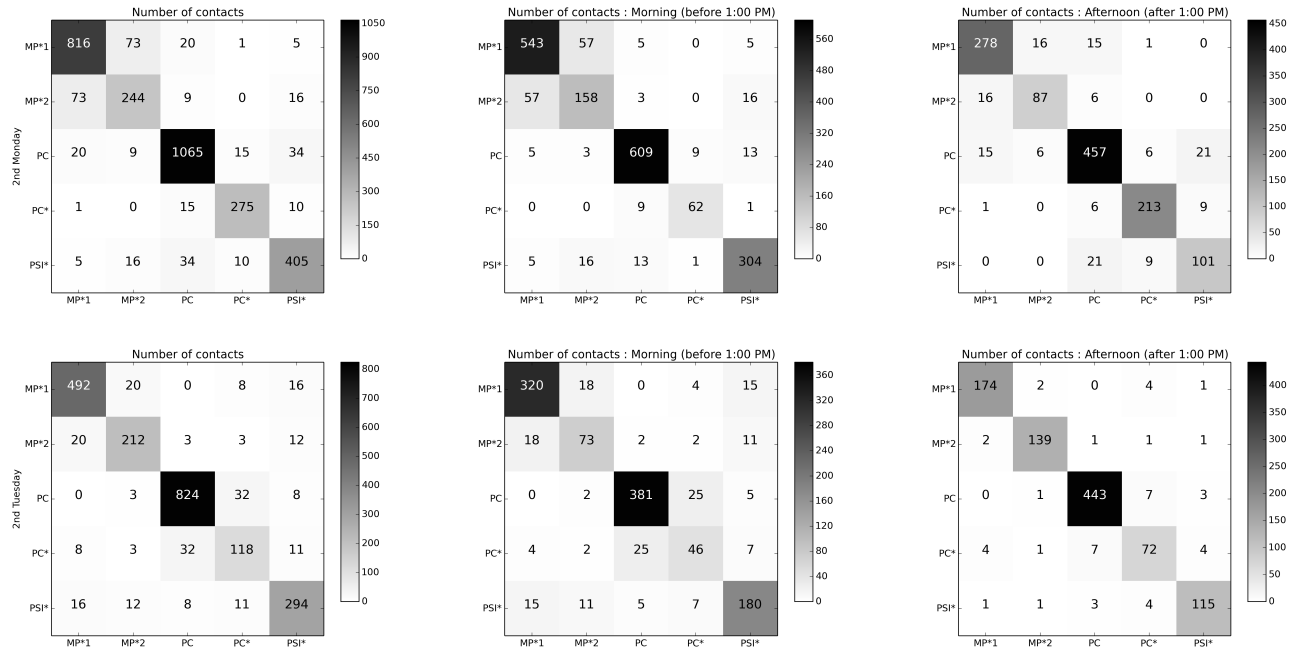 Number of contacts
MP*1 816 73 20 1 5
MP*2 73 244 9 0 16
PC 20 9 1065 15 34
PC* 1 0 15 275 10
PSI* 5 16 34 10 405
MP*1 MP*2 PC PC* PSI*
2nd Monday
1050
900
750
600
450
300
150
0
Number of contacts : Morning (before 1:00 PM)
MP*1 543 57 5 0 5
MP*2 57 158 3 0 16
PC 5 3 609 9 13
PC* 0 0 9 62 1
PSI* 5 16 13 1 304
MP*1 MP*2 PC PC* PSI*
560
480
400
320
240
160
80
0
Number of contacts : Afternoon (after 1:00 PM)
MP*1 278 16 15 1 0
MP*2 16 87 6 0 0
PC 15 6 457 6 21
PC* 1 0 6 213 9
PSI* 0 0 21 9 101
MP*1 MP*2 PC PC* PSI*
450
400
350
300
250
200
150
100
50
0
Number of contacts
MP*1 492 20 0 8 16
MP*2 20 212 3 3 12
PC 0 3 824 32 8
PC* 8 3 32 118 11
PSI* 16 12 8 11 294
MP*1 MP*2 PC PC* PSI*
2nd Tuesday
800
700
600
500
400
300
200
100
0
Number of contacts : Morning (before 1:00 PM)
MP*1 320 18 0 4 15
MP*2 18 73 2 2 11
PC 0 2 381 25 5
PC* 4 2 25 46 7
PSI* 15 11 5 7 180
MP*1 MP*2 PC PC* PSI*
360
320
280
240
200
160
120
80
40
0
Number of contacts : Afternoon (after 1:00 PM)
MP*1 174 2 0 4 1
MP*2 2 139 1 1 1
PC 0 1 443 7 3
PC* 4 1 7 72 4
PSI* 1 1 3 4 115
MP*1 MP*2 PC PC* PSI*
400
350
300
250
200
150
100
50
0